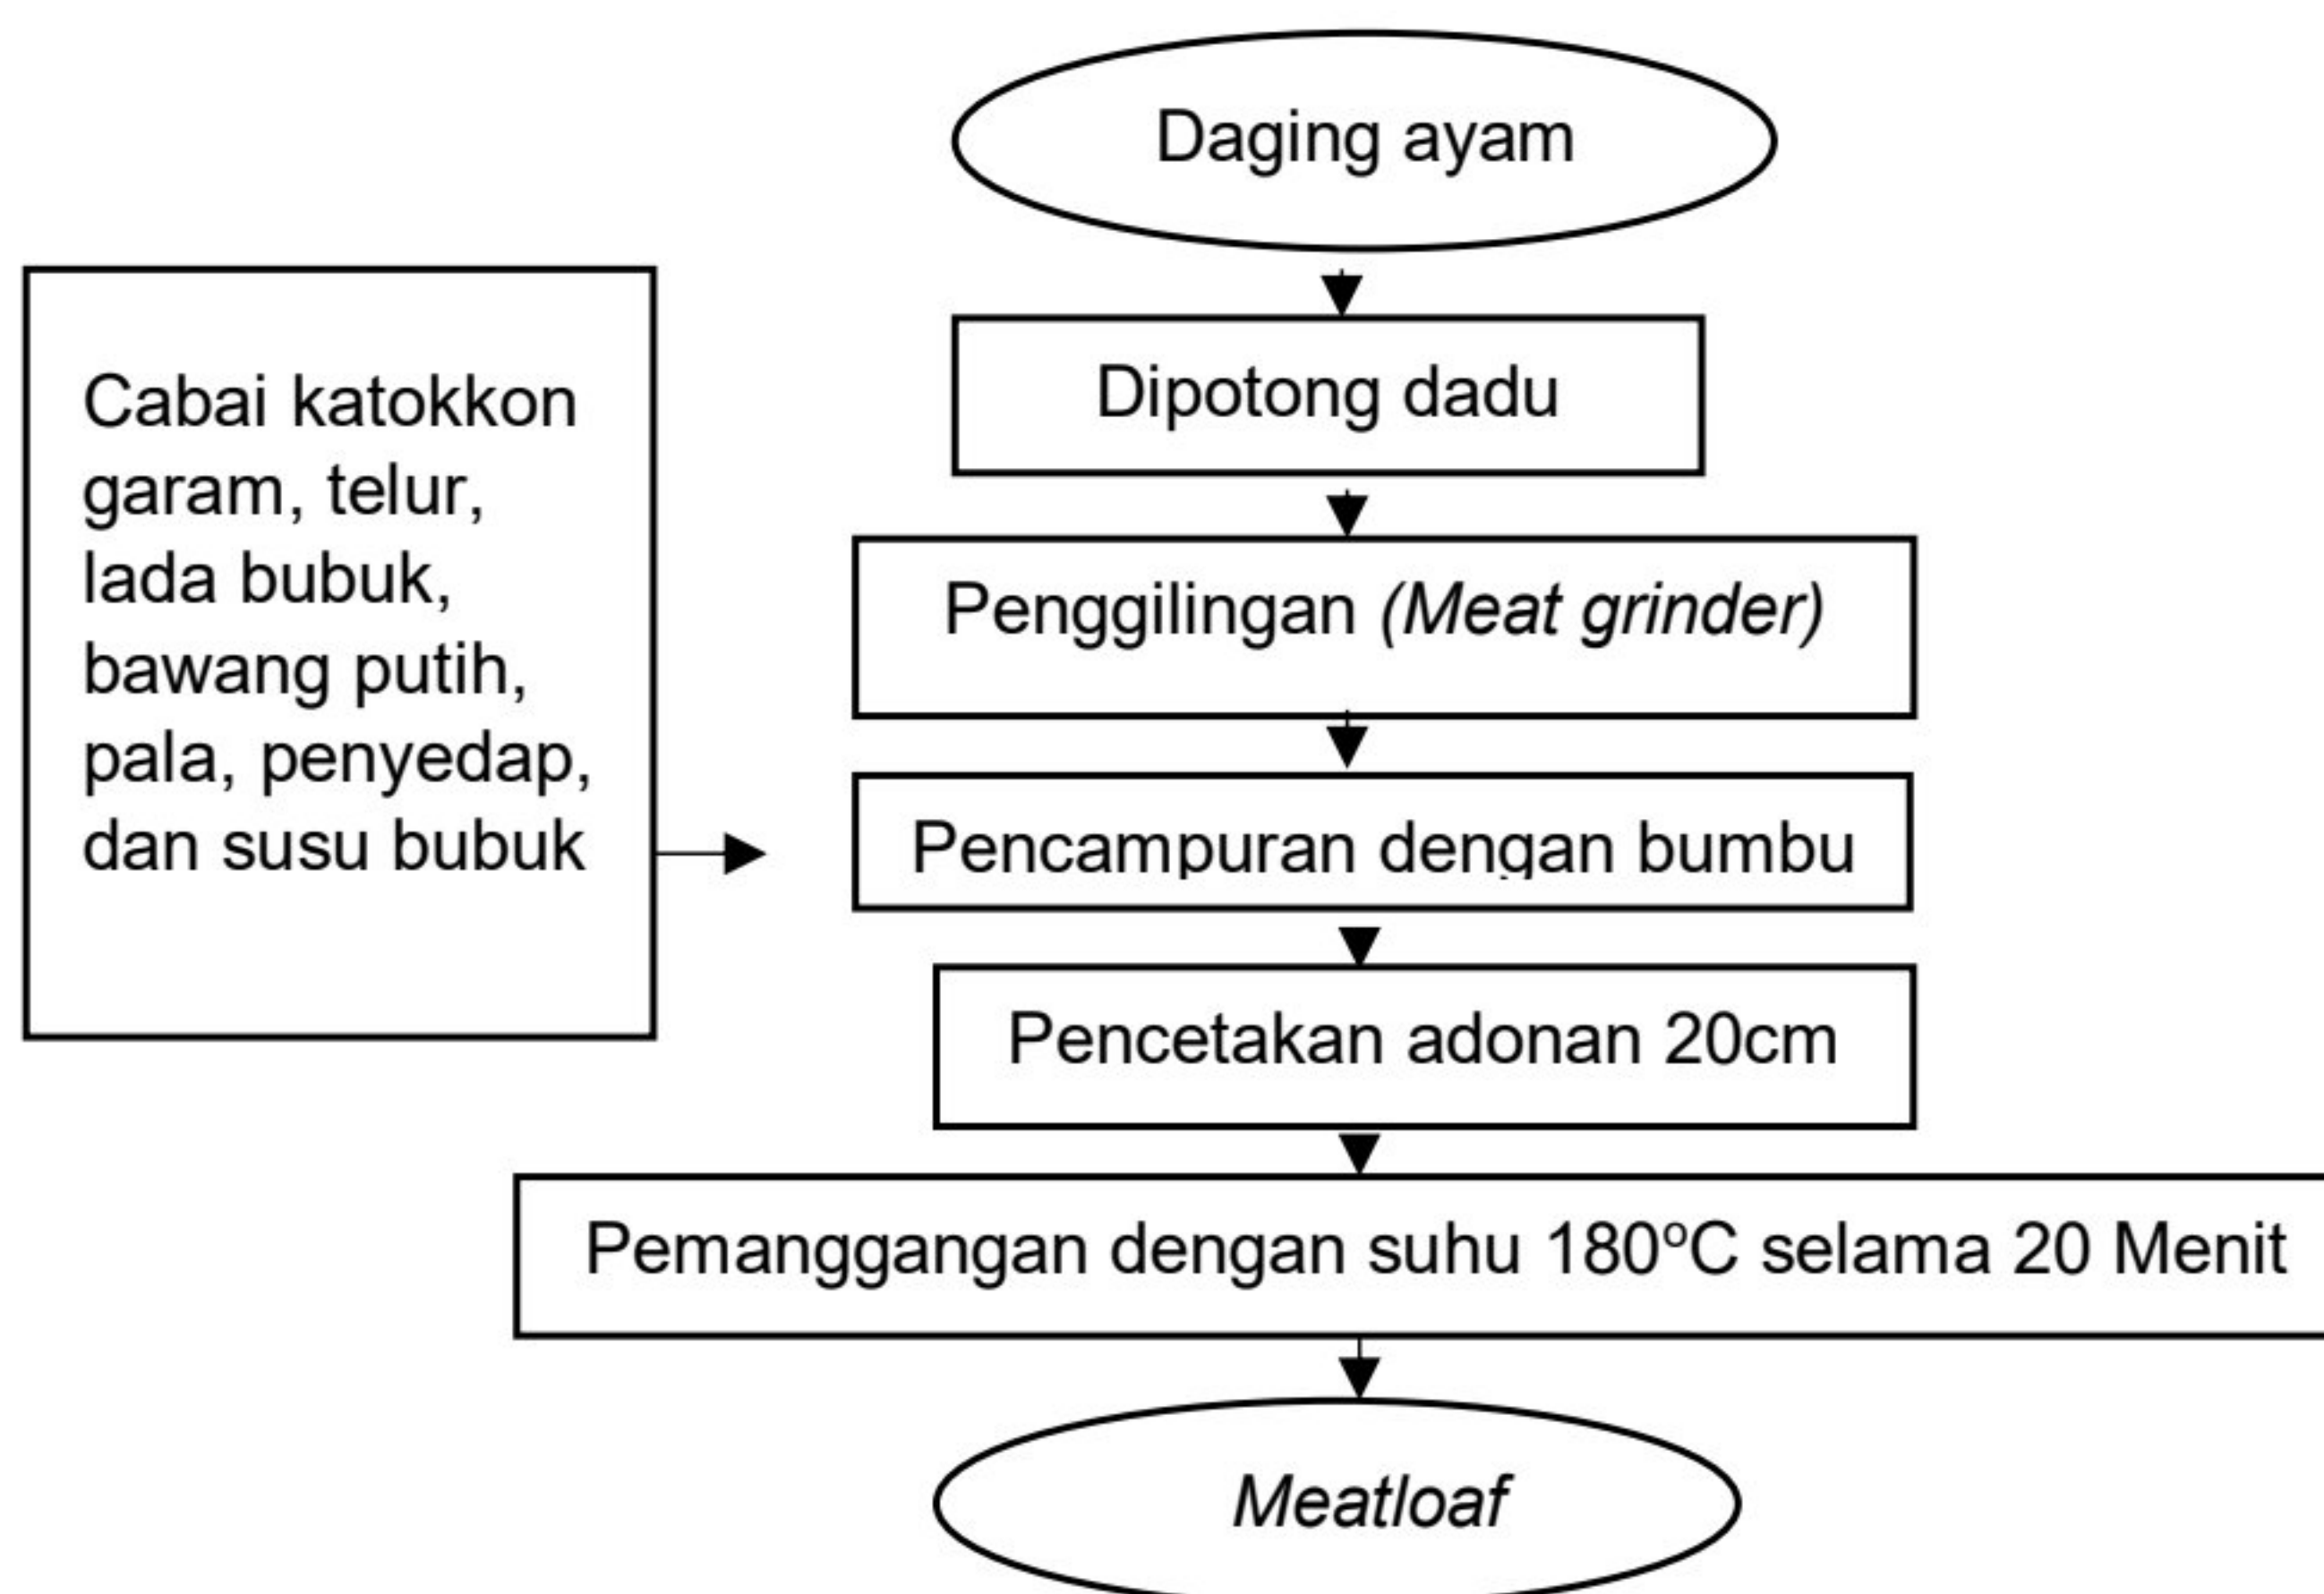 Daging ayam
Dipotong dadu
Penggilingan (Meat grinder)
Cabai katokkon
garam, telur,
lada bubuk,
bawang putih,
pala, penyedap,
dan susu bubuk
Pencampuran dengan bumbu
Pencetakan adonan 20cm
Pemanggangan dengan suhu 180°C selama 20 Menit
Meatloaf